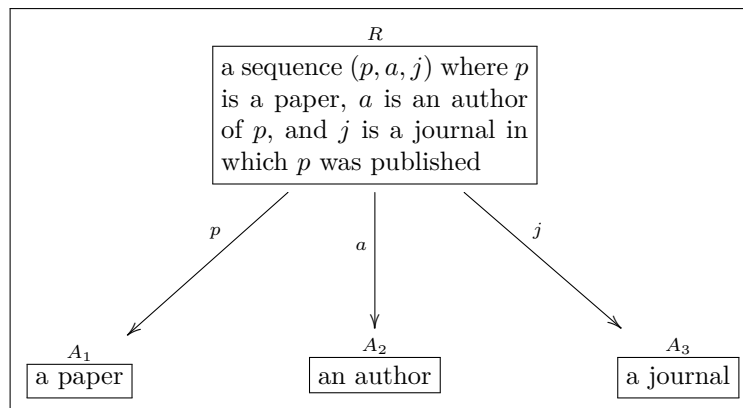 R
a sequence (p, a, j) where p
is a paper, a is an author
of p, and j is a journal in
which p was published
p
a
j
A₁
A₂
A₃
a paper
an author
a journal